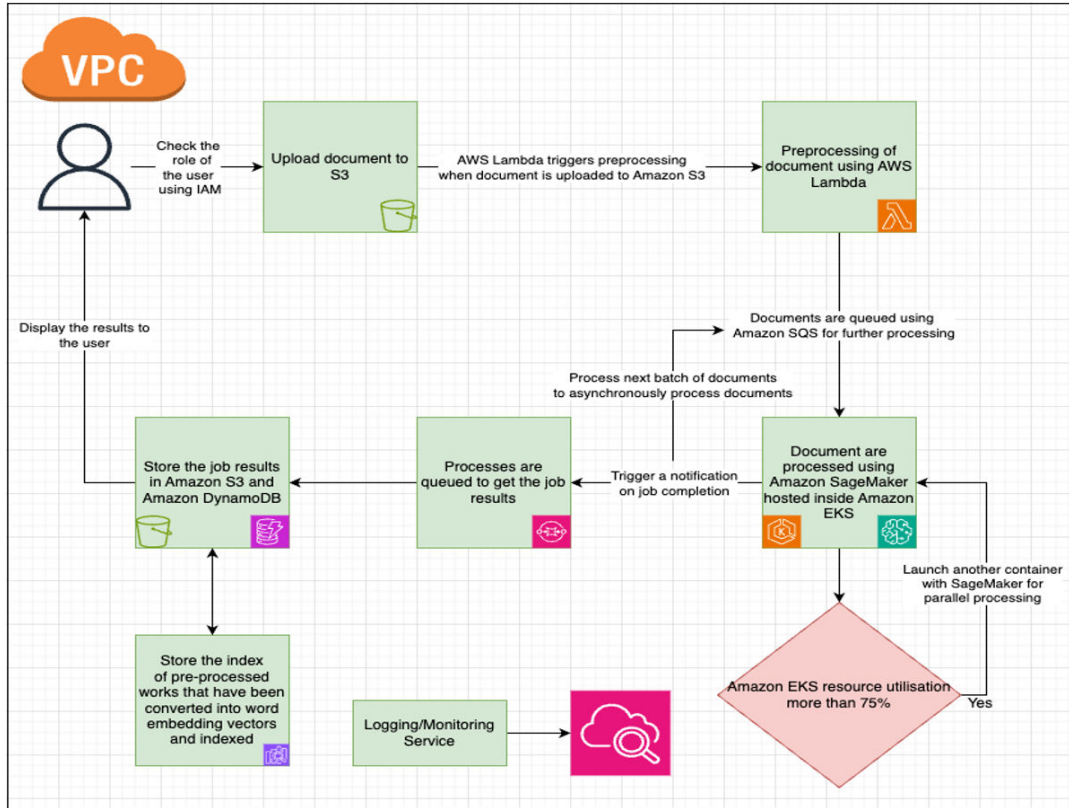 VPC
Check the
role of
the user
using IAM
Upload document to
S3
AWS Lambda triggers preprocessing
when document is uploaded to Amazon S3
Preprocessing of
document using AWS
Lambda
Display the results to
the user
Documents are queued using
Amazon SQS for further processing
Process next batch of documents
to asynchronously process documents
Store the job results
in Amazon S3 and
Amazon DynamoDB
Processes are
queued to get the job
results
Trigger a notification
on job completion
Document are
processed using
Amazon SageMaker
hosted inside Amazon
EKS
K
Launch another container
with SageMaker for
parallel processing
Store the index
of pre-processed
works that have been
converted into word
embedding vectors
and indexed
Logging/Monitoring
Service
Amazon EKS resource utilisation
more than 75%
Yes